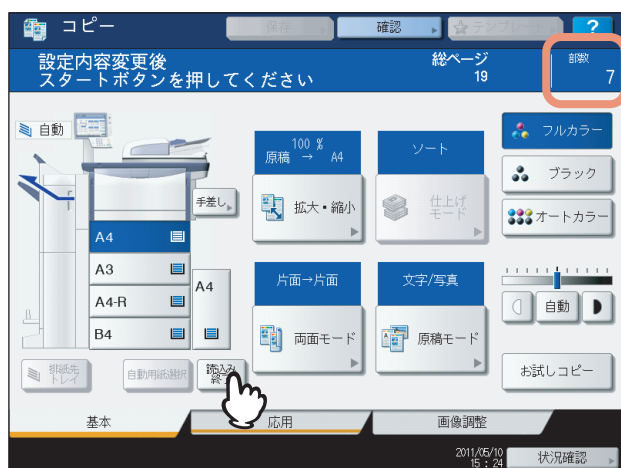 コピー
保存
確認
テンプレート
?
設定内容変更後
スタートボタンを押してください
総ページ
19
部数
7
自動
100 %
原稿 → A4
ソート
フルカラー
手差し
拡大・縮小
仕上げ
モード
ブラック
オートカラー
A4
A3
A4-R
B4
A4
片面→片面
文字/写真
両面モード
原稿モード
自動
排紙先
トレイ
自動用紙選択
読込み
終了
お試しコピー
基本
応用
画像調整
2011/05/10
15 : 24
状況確認